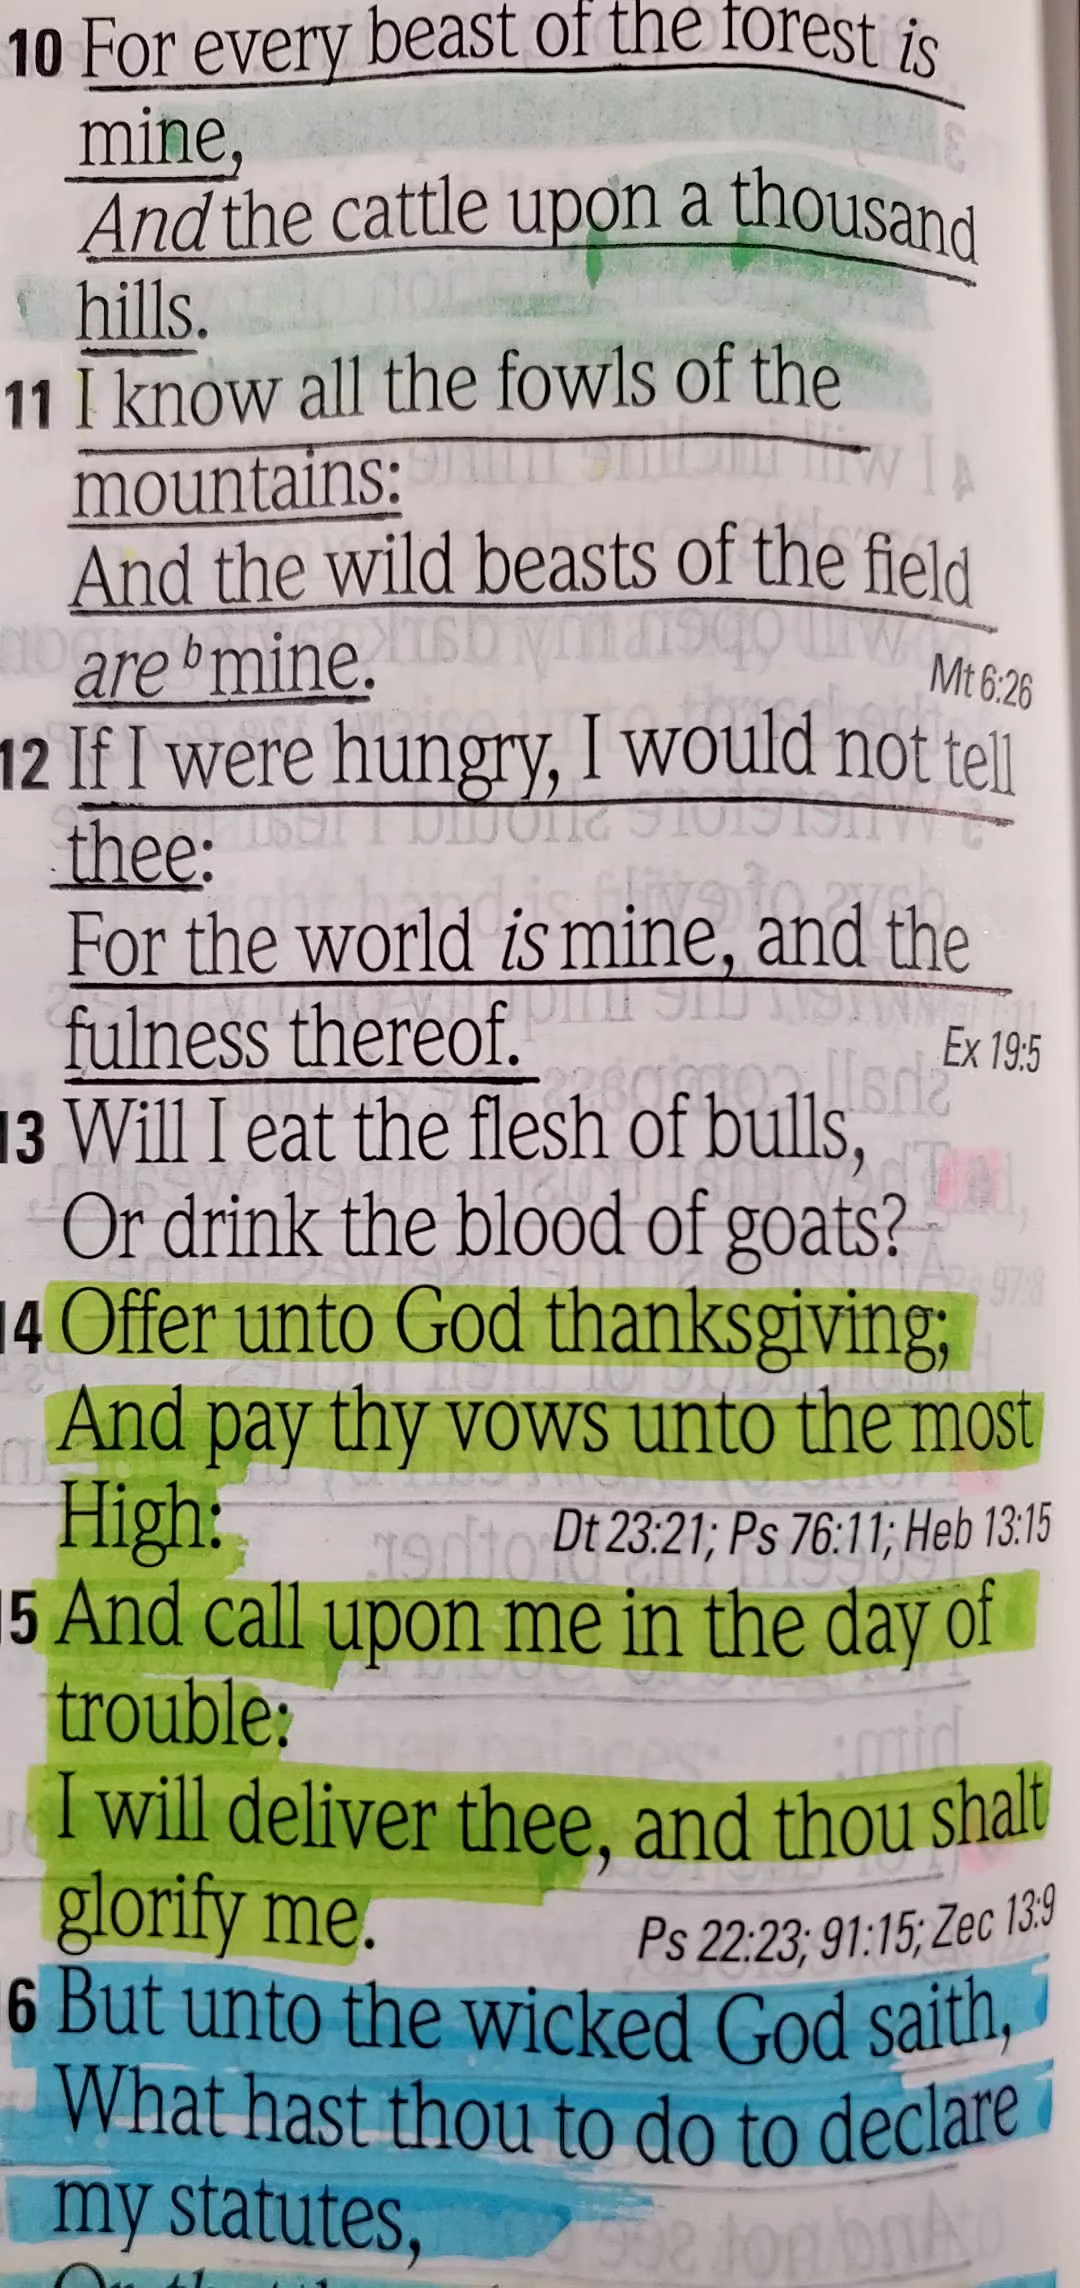 10 For every beast of the forest is
mine,
And the cattle upon a thousand
hills.
11 I know all the fowls of the
mountains:
And the wild beasts of the field
are b mine. Mt 6:26
12 If I were hungry, I would not tell
thee:
For the world is mine, and the
fulness thereof. Ex 19:5
13 Will I eat the flesh of bulls,
Or drink the blood of goats?
14 Offer unto God thanksgiving;
And pay thy vows unto the most
High: Dt 23:21; Ps 76:11; Heb 13:15
15 And call upon me in the day of
trouble:
I will deliver thee, and thou shalt
glorify me. Ps 22:23; 91:15; Zec 13:9
6 But unto the wicked God saith,
What hast thou to do to declare
my statutes,